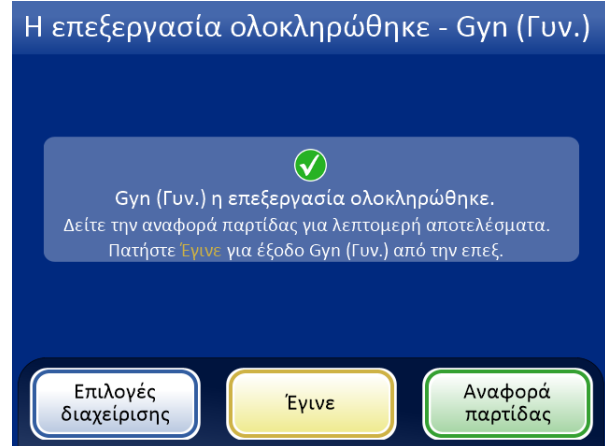 Η επεξεργασία ολοκληρώθηκε - Gyn (Γυν.)
Gyn (Γυν.) η επεξεργασία ολοκληρώθηκε.
Δείτε την αναφορά παρτίδας για λεπτομερή αποτελέσματα.
Πατήστε Έγινε για έξοδο Gyn (Γυν.) από την επεξ.
Επιλογές
διαχείρισης
Έγινε
Αναφορά
παρτίδας